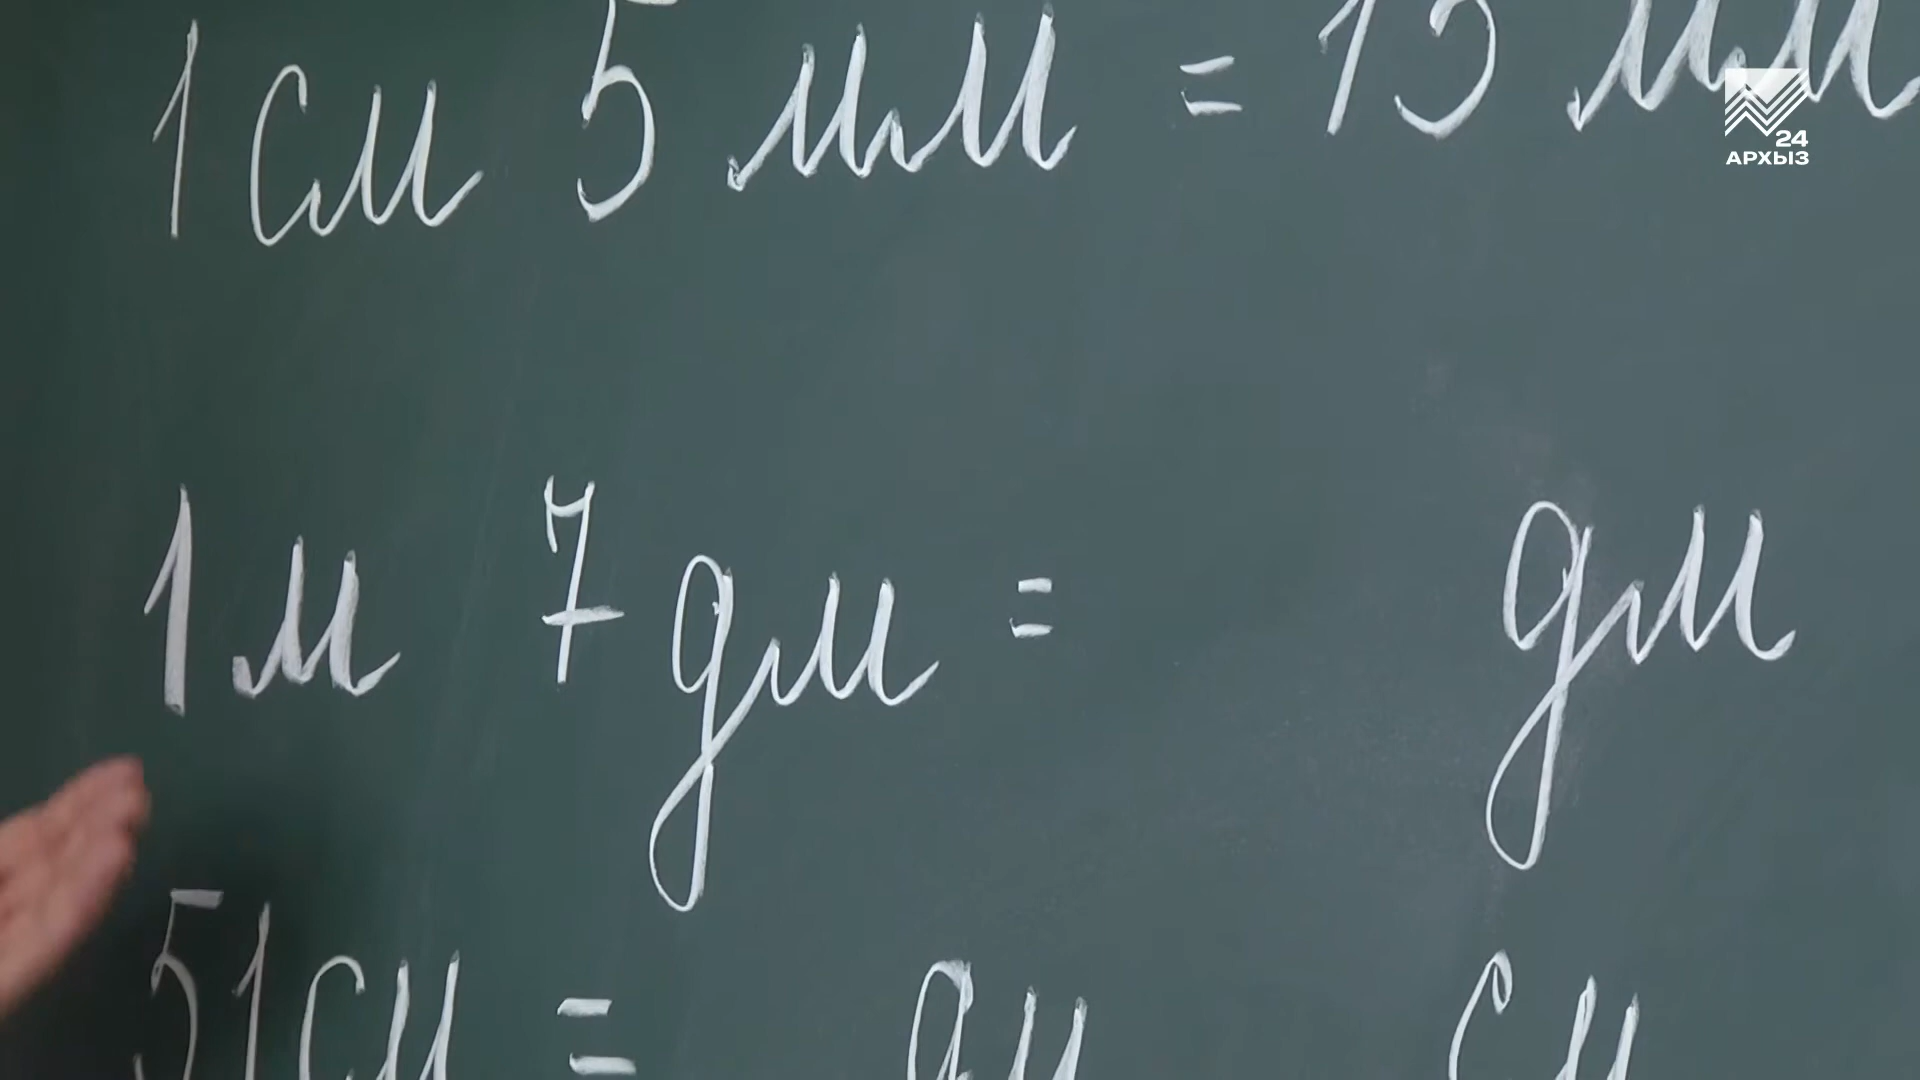 1 см 5 мм = 15 мм
24
АРХЫЗ
1 м 7 дм = дм
51 см = дм см